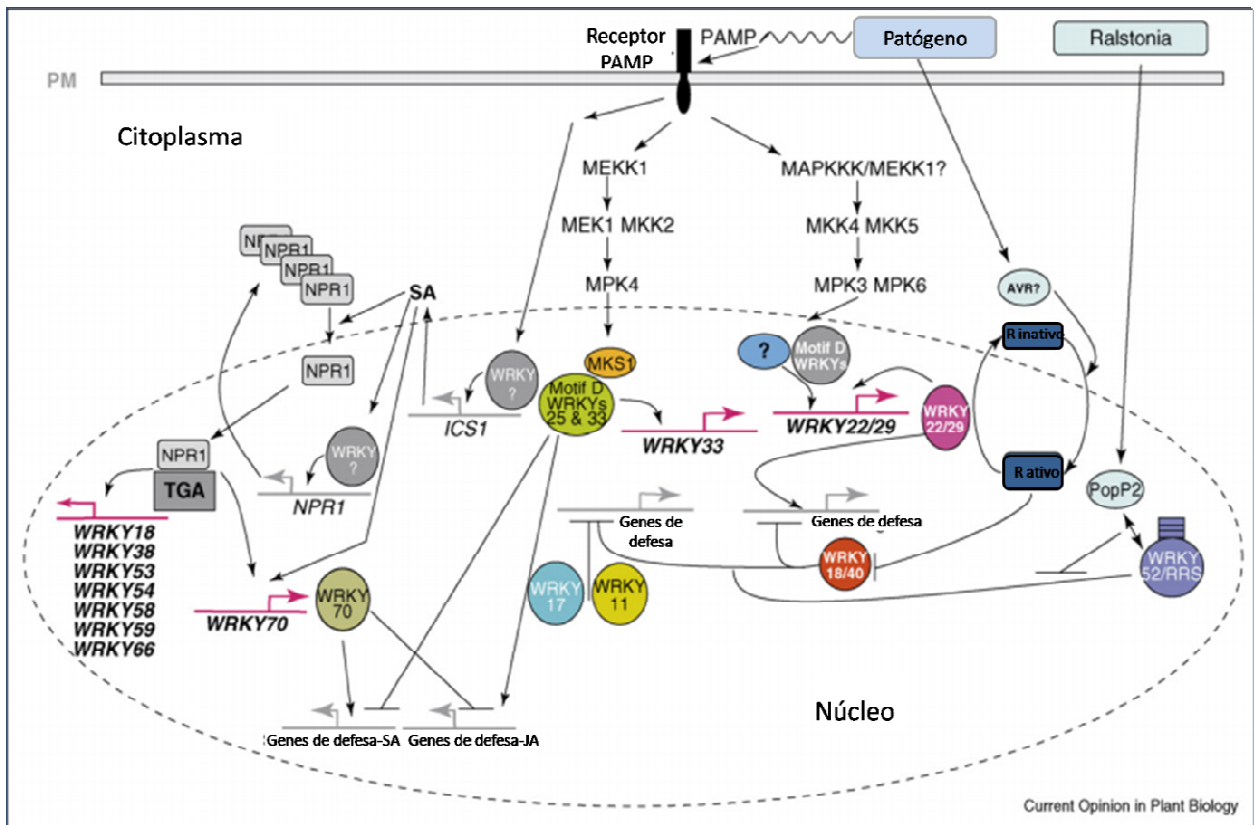 Receptor
PAMP
PAMP
Patógeno
Ralstonia
PM
Citoplasma
MEKK1
MAPKKK/MEKK1?
MEK1 MKK2
MKK4 MKK5
MPK4
MPK3 MPK6
NPR1
NPR1
NPR1
NPR1
SA
AVR?
R inativo
NPR1
WRKY
?
MKS1
?
Motif D
WRKYs
Motif D
WRKYs
25 & 33
ICS1
WRKY33
WRKY22/29
WRKY
22/29
NPR1
TGA
WRKY
?
NPR1
R ativo
PopP2
WRKY18
WRKY38
WRKY53
WRKY54
WRKY58
WRKY59
WRKY66
Genes de
defesa
Genes de defesa
WRKY
18/40
WRKY
52/RRS
WRKY70
WRKY
70
WRKY
17
WRKY
11
Núcleo
Genes de defesa-SA
Genes de defesa-JA
Current Opinion in Plant Biology